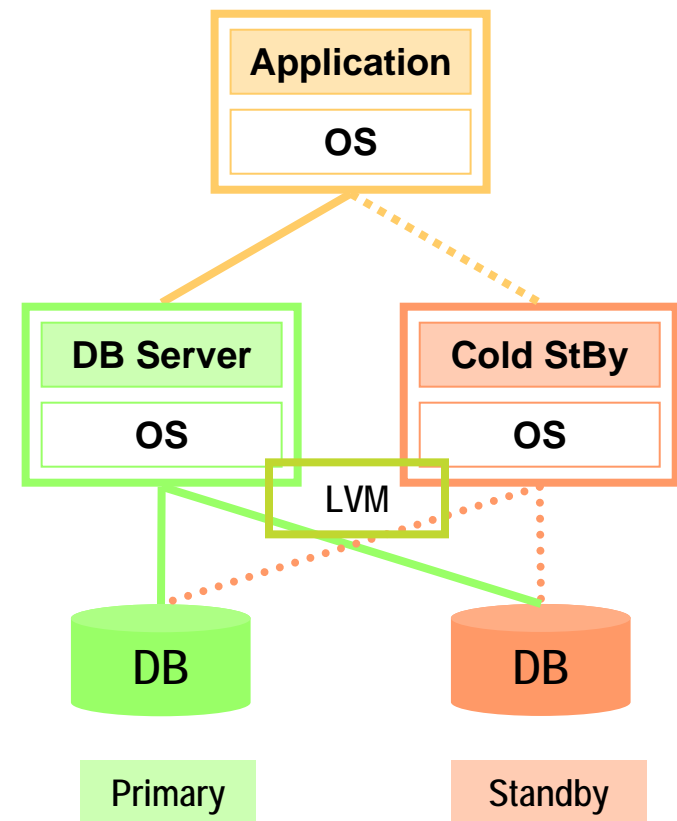 Application
OS
DB Server
Cold StBy
OS
OS
LVM
DB
DB
Primary
Standby